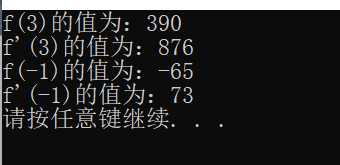 f(3)的值为：390
f'(3)的值为：876
f(-1)的值为：-65
f'(-1)的值为：73
请按任意键继续. . .